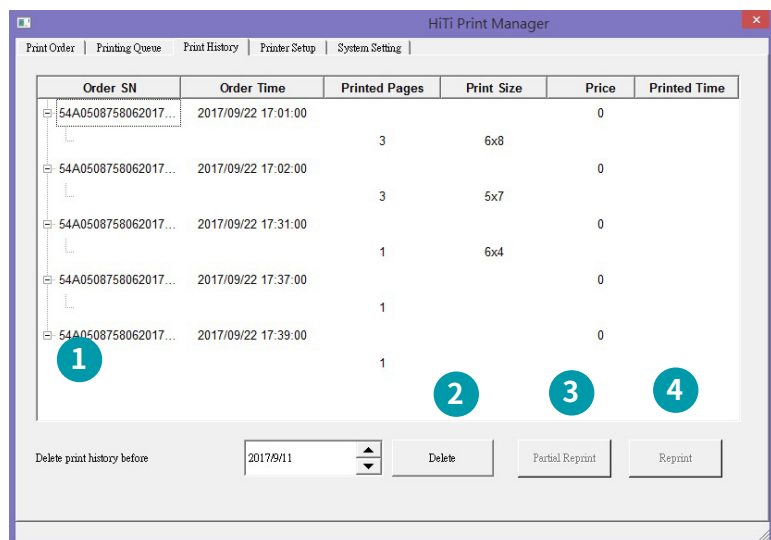 HiTi Print Manager
Print Order Printing Queue Print History Printer Setup System Setting
Order SN Order Time Printed Pages Print Size Price Printed Time
54A0508758062017... 2017/09/22 17:01:00 0
3 6x8
54A0508758062017... 2017/09/22 17:02:00 0
3 5x7
54A0508758062017... 2017/09/22 17:31:00 0
1 6x4
54A0508758062017... 2017/09/22 17:37:00 0
1
54A0508758062017... 2017/09/22 17:39:00 0
1
1 2 3 4
Delete print history before 2017/9/11 Delete Partial Reprint Reprint